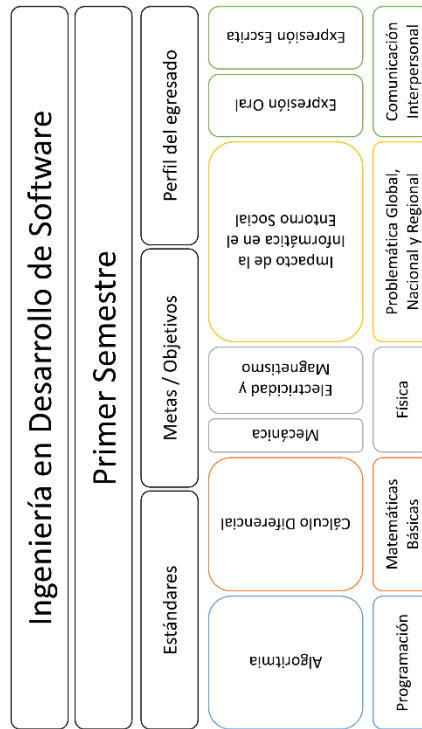 Ingeniería en Desarrollo de Software
Primer Semestre
Estándares
Metas / Objetivos
Perfil del egresado
Algoritmia
Cálculo Diferencial
Mecánica
Electricidad y
Magnetismo
Impacto de la
Informática en el
Entorno Social
Expresión Oral
Expresión Escrita
Programación
Matemáticas
Básicas
Física
Problemática Global,
Nacional y Regional
Comunicación
Interpersonal